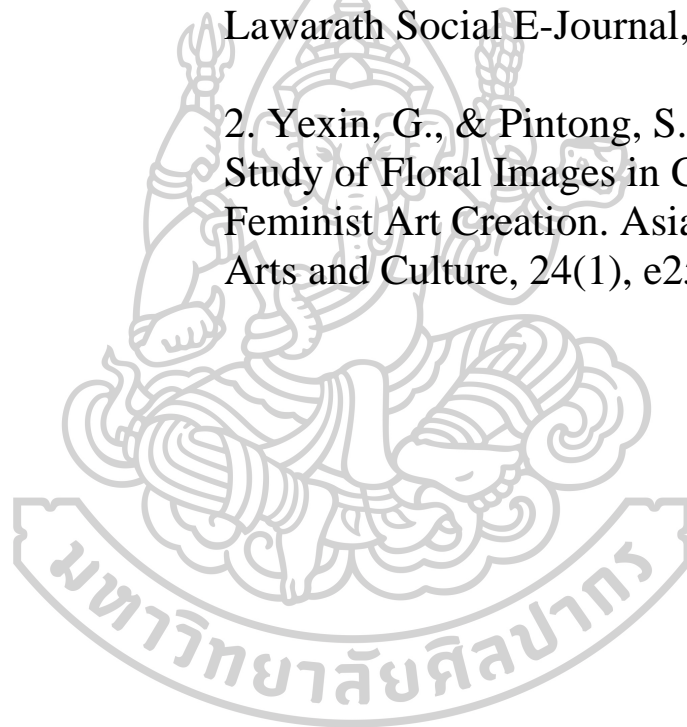 Lawarath Social E-Journal,
2. Yexin, G., & Pintong, S.
Study of Floral Images in
Feminist Art Creation. Asia
Arts and Culture, 24(1),
มหาวิทยาลัยศิลปากร